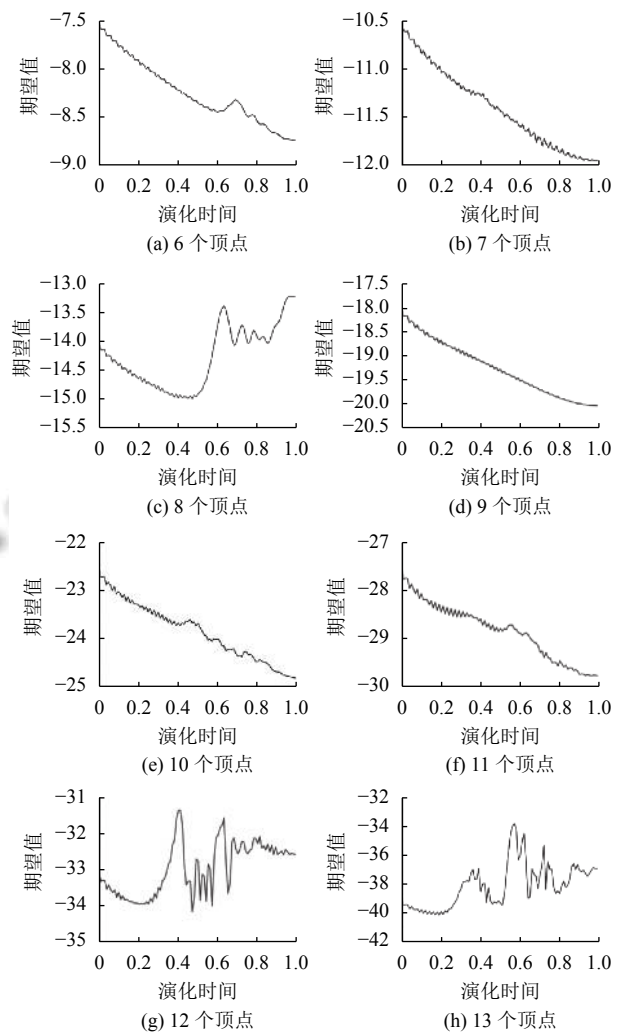 −7.5
−8.0
−8.5
−9.0
期望值
0 0.2 0.4 0.6 0.8 1.0
演化时间
(a) 6 个顶点
−10.5
−11.0
−11.5
−12.0
期望值
0 0.2 0.4 0.6 0.8 1.0
演化时间
(b) 7 个顶点
−13.0
−13.5
−14.0
−14.5
−15.0
−15.5
期望值
0 0.2 0.4 0.6 0.8 1.0
演化时间
(c) 8 个顶点
−17.5
−18.0
−18.5
−19.0
−19.5
−20.0
−20.5
期望值
0 0.2 0.4 0.6 0.8 1.0
演化时间
(d) 9 个顶点
−22
−23
−24
−25
期望值
0 0.2 0.4 0.6 0.8 1.0
演化时间
(e) 10 个顶点
−27
−28
−29
−30
期望值
0 0.2 0.4 0.6 0.8 1.0
演化时间
(f) 11 个顶点
−31
−32
−33
−34
−35
期望值
0 0.2 0.4 0.6 0.8 1.0
演化时间
(g) 12 个顶点
−32
−34
−36
−38
−40
−42
期望值
0 0.2 0.4 0.6 0.8 1.0
演化时间
(h) 13 个顶点